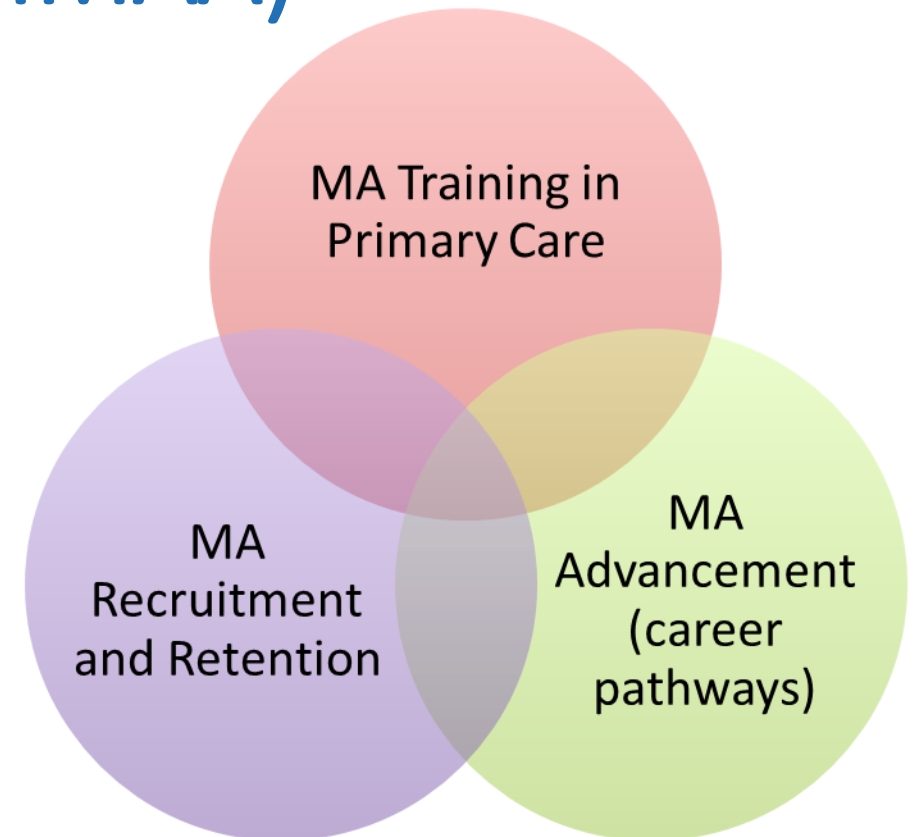 MA Training in
Primary Care
MA
Recruitment
and Retention
MA
Advancement
(career
pathways)